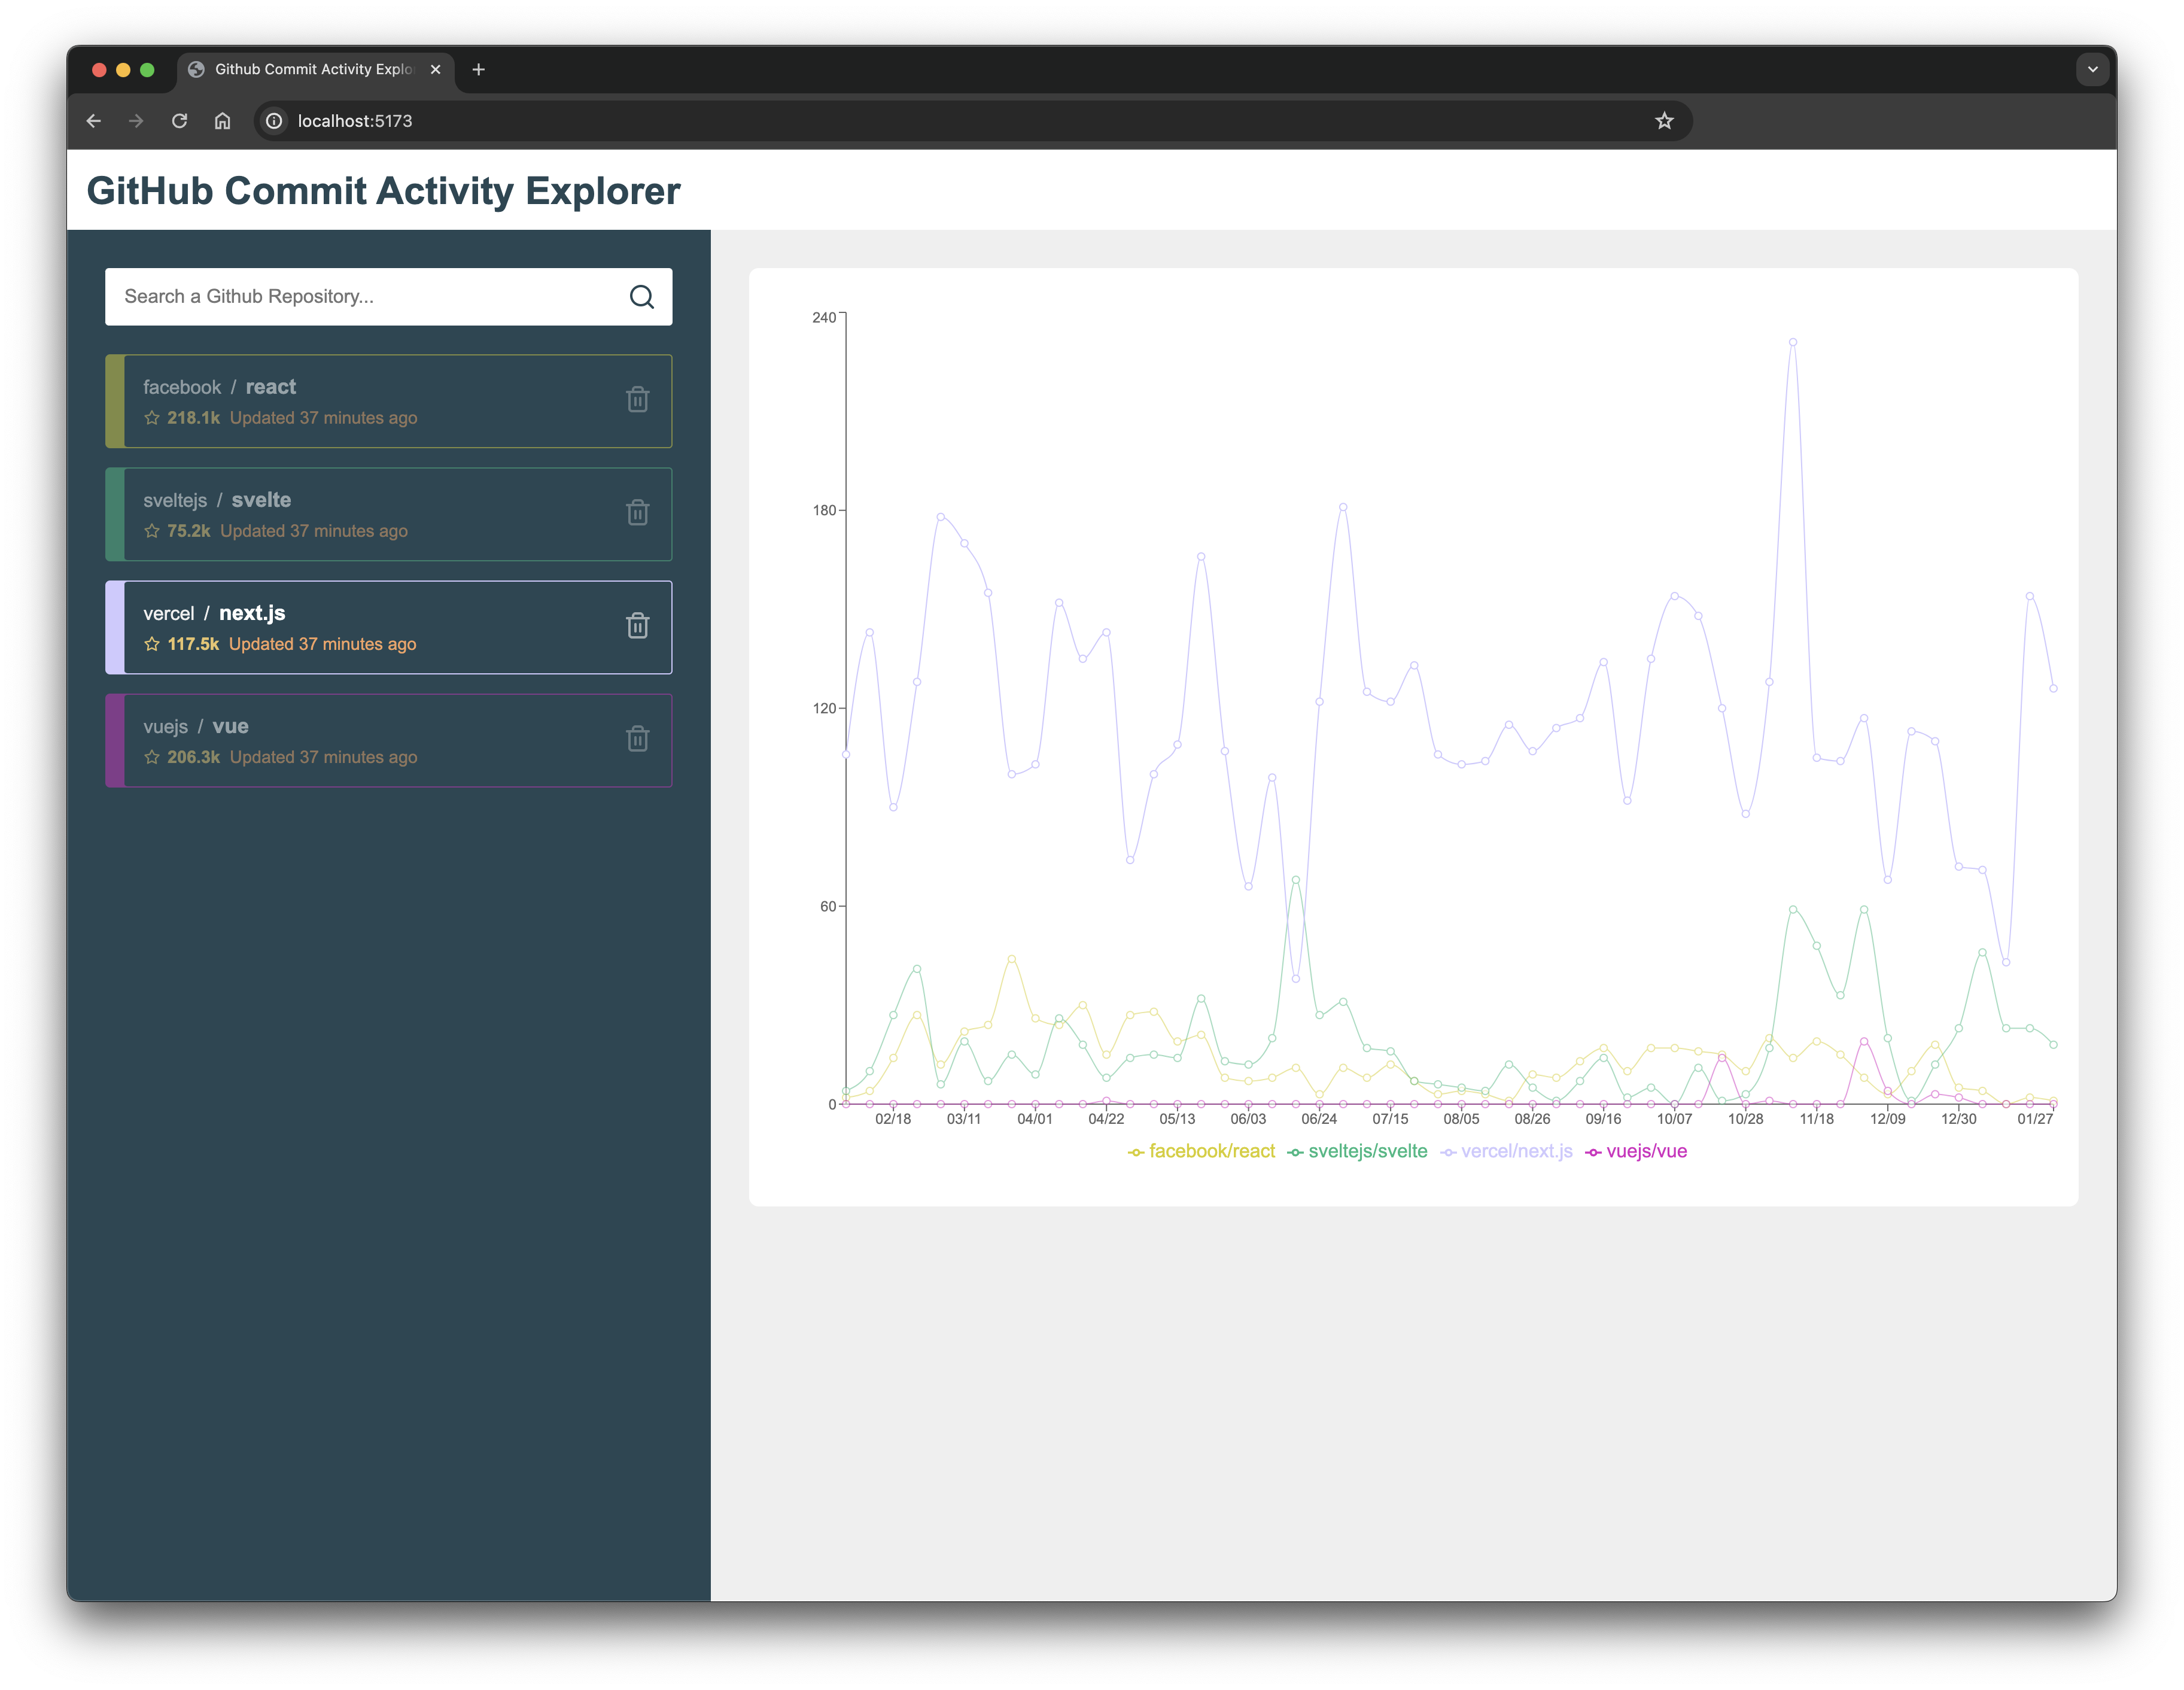 Github Commit Activity Explo
localhost:5173
GitHub Commit Activity Explorer
Search a Github Repository...
facebook / react
218.1k Updated 37 minutes ago
sveltejs / svelte
75.2k Updated 37 minutes ago
vercel / next.js
117.5k Updated 37 minutes ago
vuejs / vue
206.3k Updated 37 minutes ago
240
180
120
60
0
02/18 03/11 04/01 04/22 05/13 06/03 06/24 07/15 08/05 08/26 09/16 10/07 10/28 11/18 12/09 12/30 01/27
facebook/react sveltejs/svelte vercel/next.js vuejs/vue